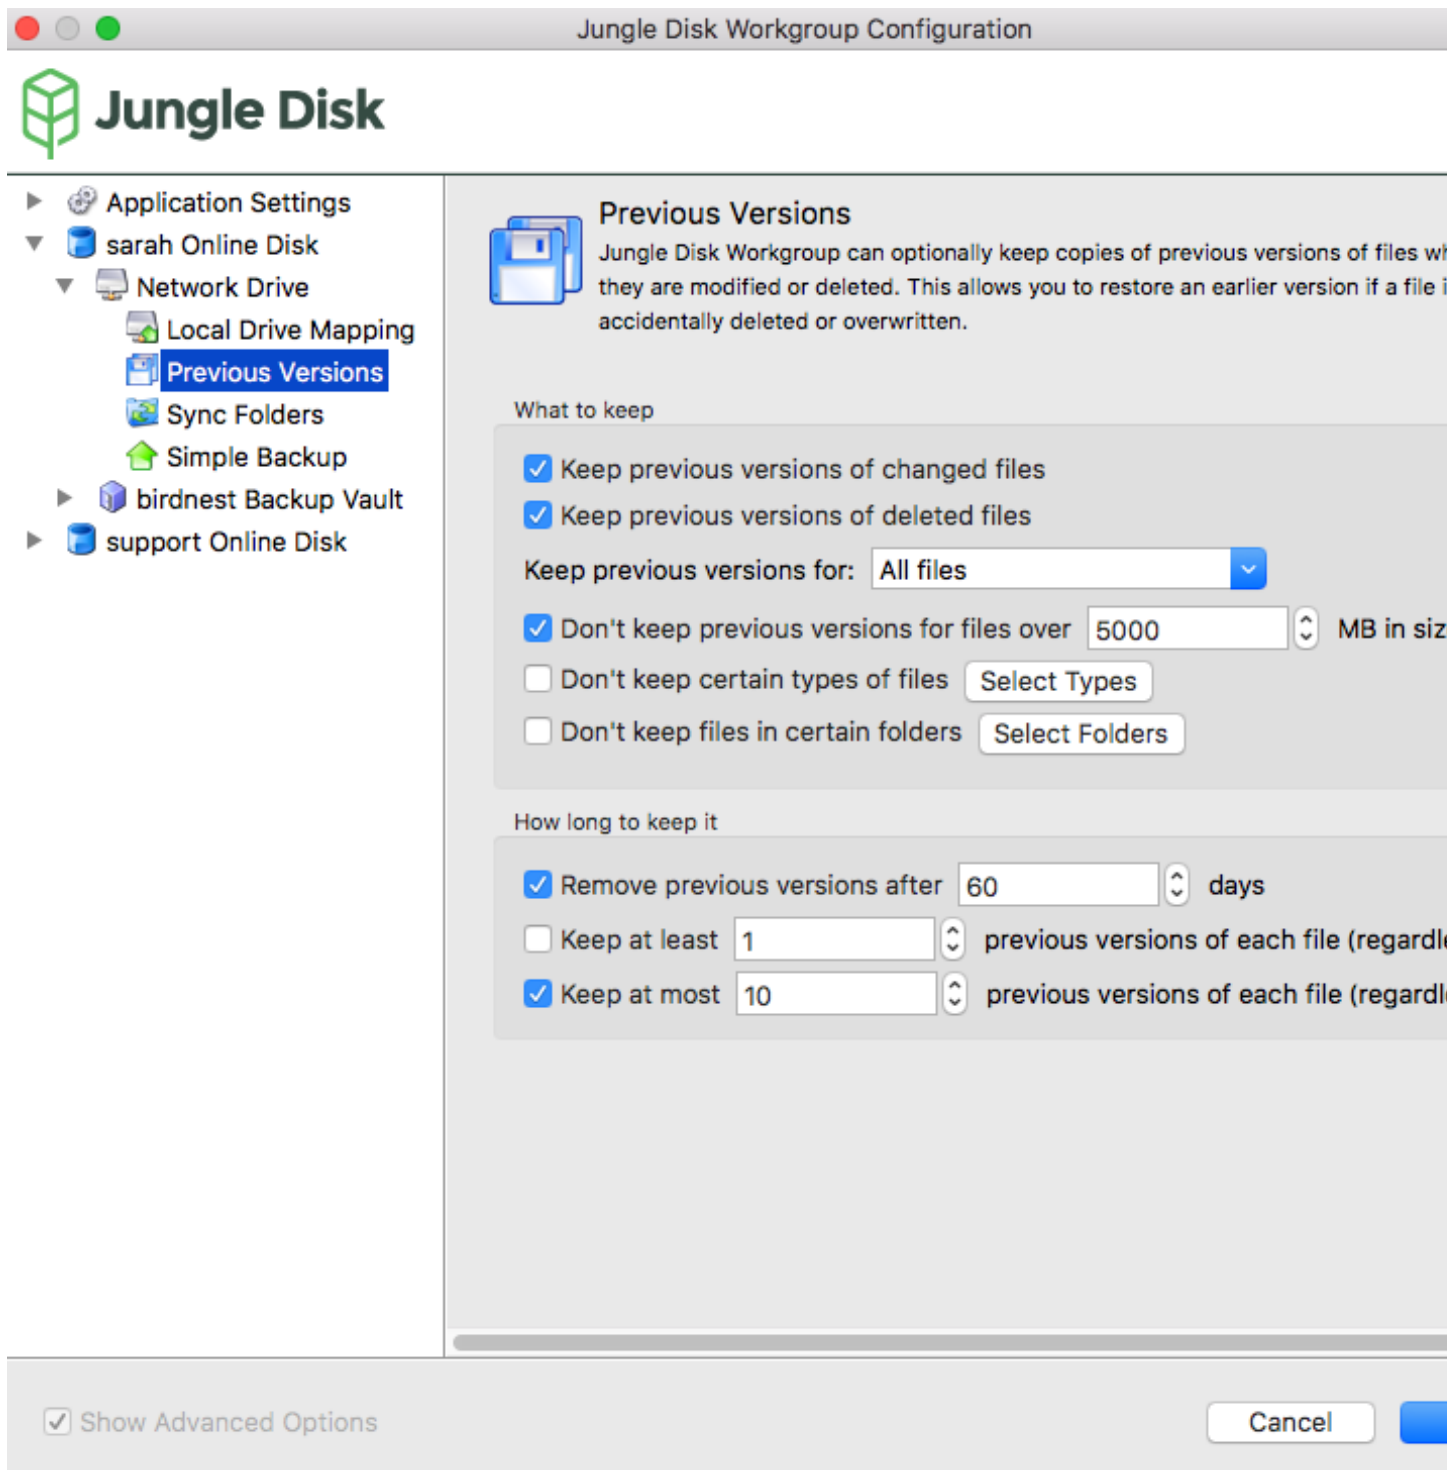 Jungle Disk Workgroup Configuration
Jungle Disk
Application Settings
sarah Online Disk
Network Drive
Local Drive Mapping
Previous Versions
Sync Folders
Simple Backup
birdnest Backup Vault
support Online Disk
Previous Versions
Jungle Disk Workgroup can optionally keep copies of previous versions of files
they are modified or deleted. This allows you to restore an earlier version if a file
accidentally deleted or overwritten.
What to keep
Keep previous versions of changed files
Keep previous versions of deleted files
Keep previous versions for: All files
Don't keep previous versions for files over 5000 MB in
Don't keep certain types of files Select Types
Don't keep files in certain folders Select Folders
How long to keep it
Remove previous versions after 60 days
Keep at least 1 previous versions of each file
Keep at most 10 previous versions of each file
Show Advanced Options
Cancel